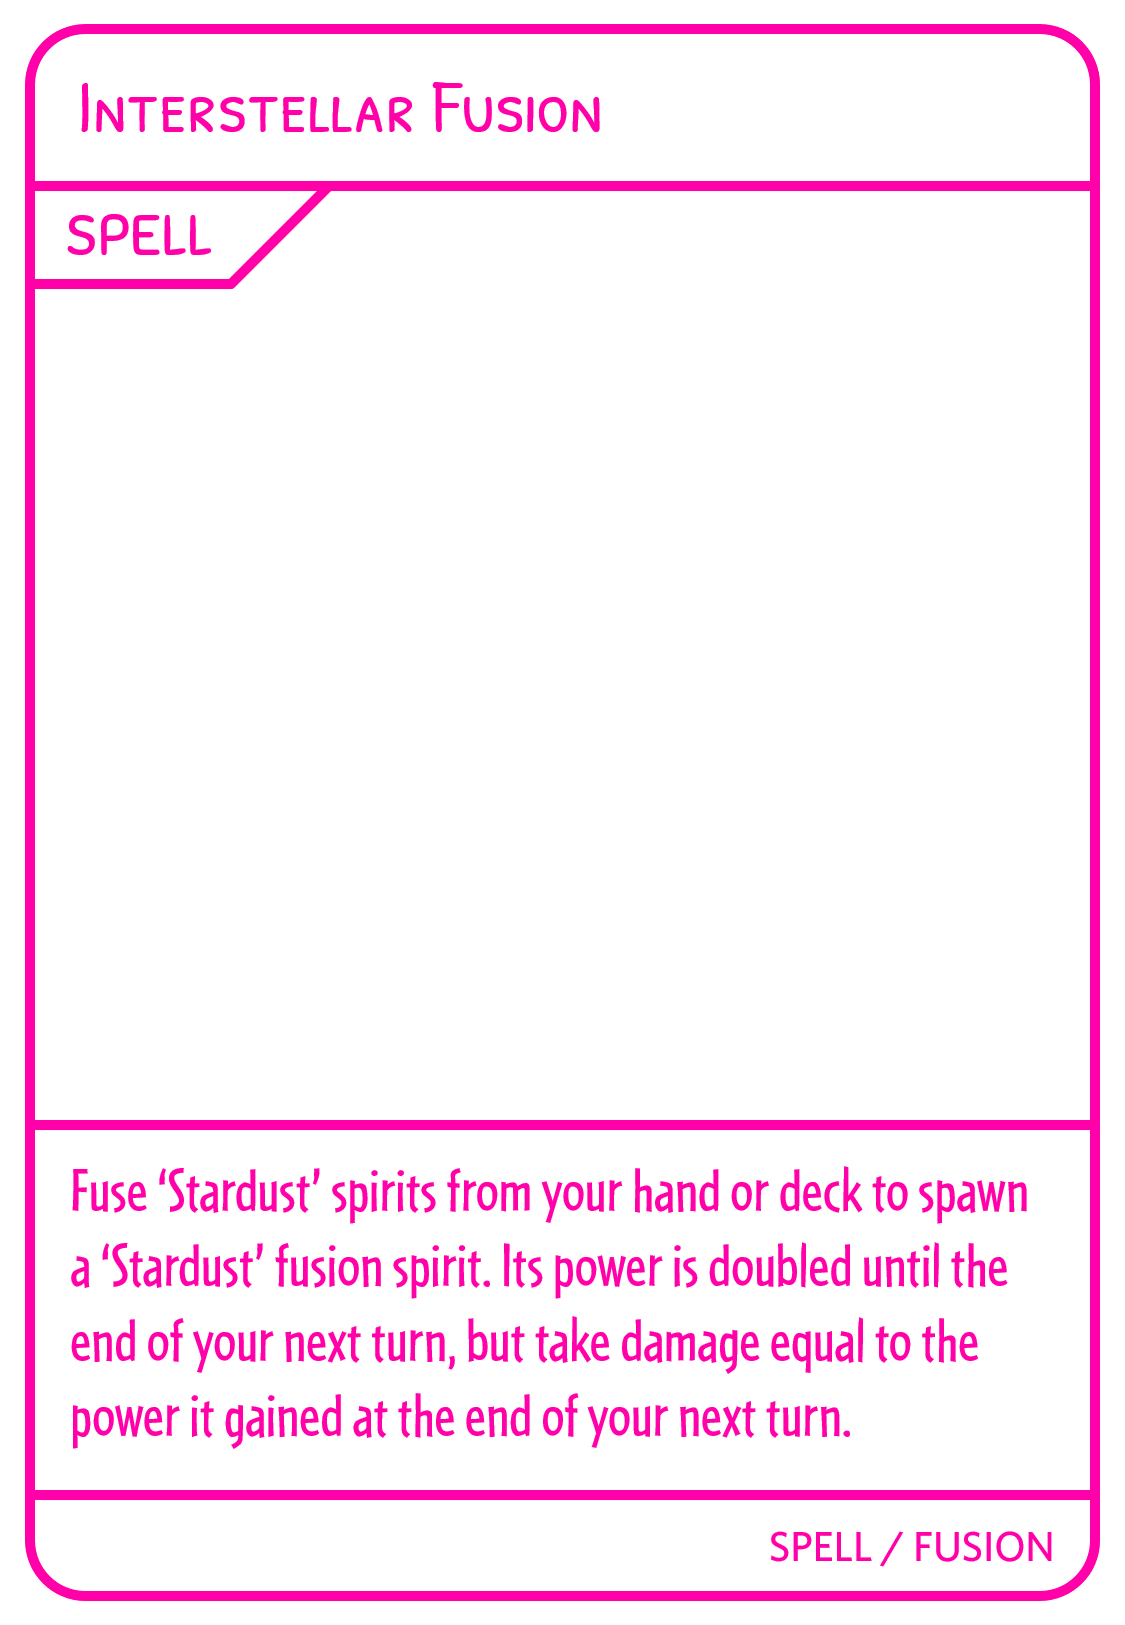 Interstellar Fusion
SPELL
Fuse ‘Stardust’ spirits from your hand or deck to spawn
a ‘Stardust’ fusion spirit. Its power is doubled until the
end of your next turn, but take damage equal to the
power it gained at the end of your next turn.
SPELL / FUSION